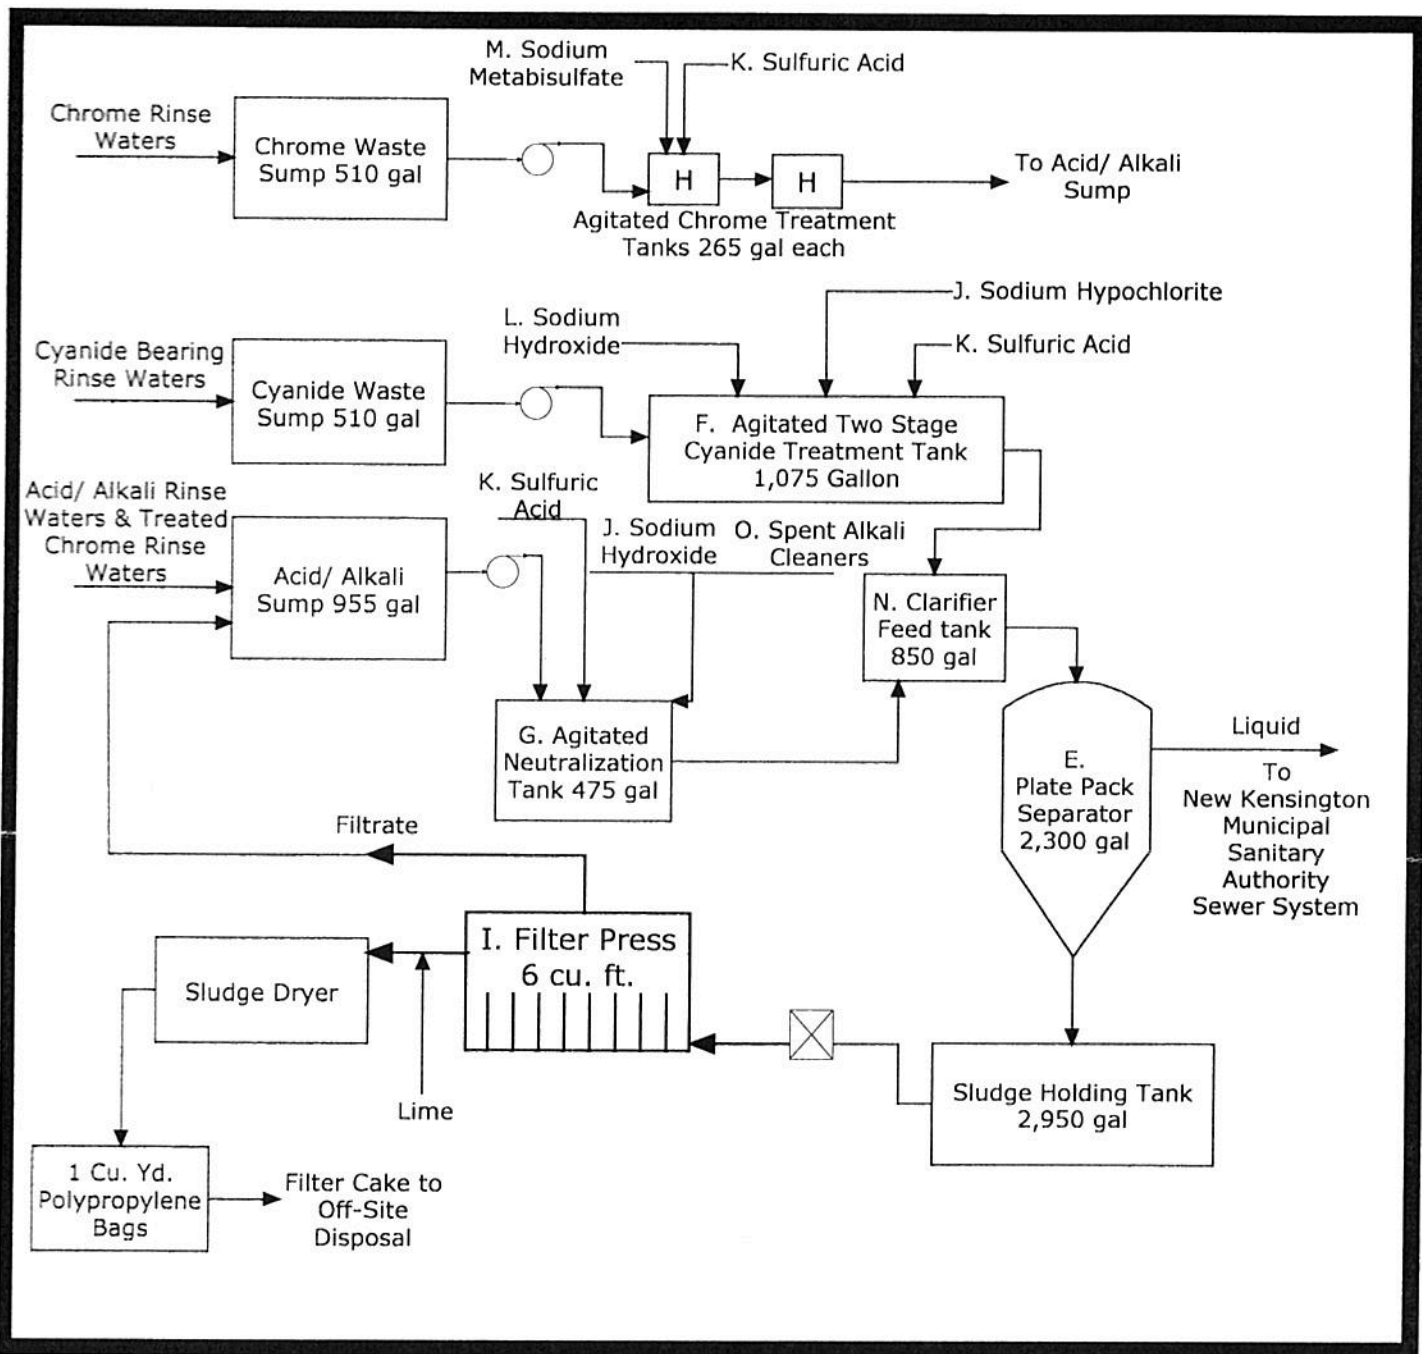 M. Sodium
Metabisulfate
K. Sulfuric Acid
Chrome Rinse
Waters
Chrome Waste
Sump 510 gal
H
H
To Acid/ Alkali
Sump
Agitated Chrome Treatment
Tanks 265 gal each
J. Sodium Hypochlorite
L. Sodium
Hydroxide
K. Sulfuric Acid
Cyanide Bearing
Rinse Waters
Cyanide Waste
Sump 510 gal
F. Agitated Two Stage
Cyanide Treatment Tank
1,075 Gallon
Acid/ Alkali Rinse
Waters & Treated
Chrome Rinse
Waters
K. Sulfuric
Acid
J. Sodium
Hydroxide
O. Spent Alkali
Cleaners
Acid/ Alkali
Sump 955 gal
N. Clarifier
Feed tank
850 gal
G. Agitated
Neutralization
Tank 475 gal
E.
Plate Pack
Separator
2,300 gal
Liquid
To
New Kensington
Municipal
Sanitary
Authority
Sewer System
Filtrate
I. Filter Press
6 cu. ft.
Sludge Dryer
Lime
Sludge Holding Tank
2,950 gal
1 Cu. Yd.
Polypropylene
Bags
Filter Cake to
Off-Site
Disposal